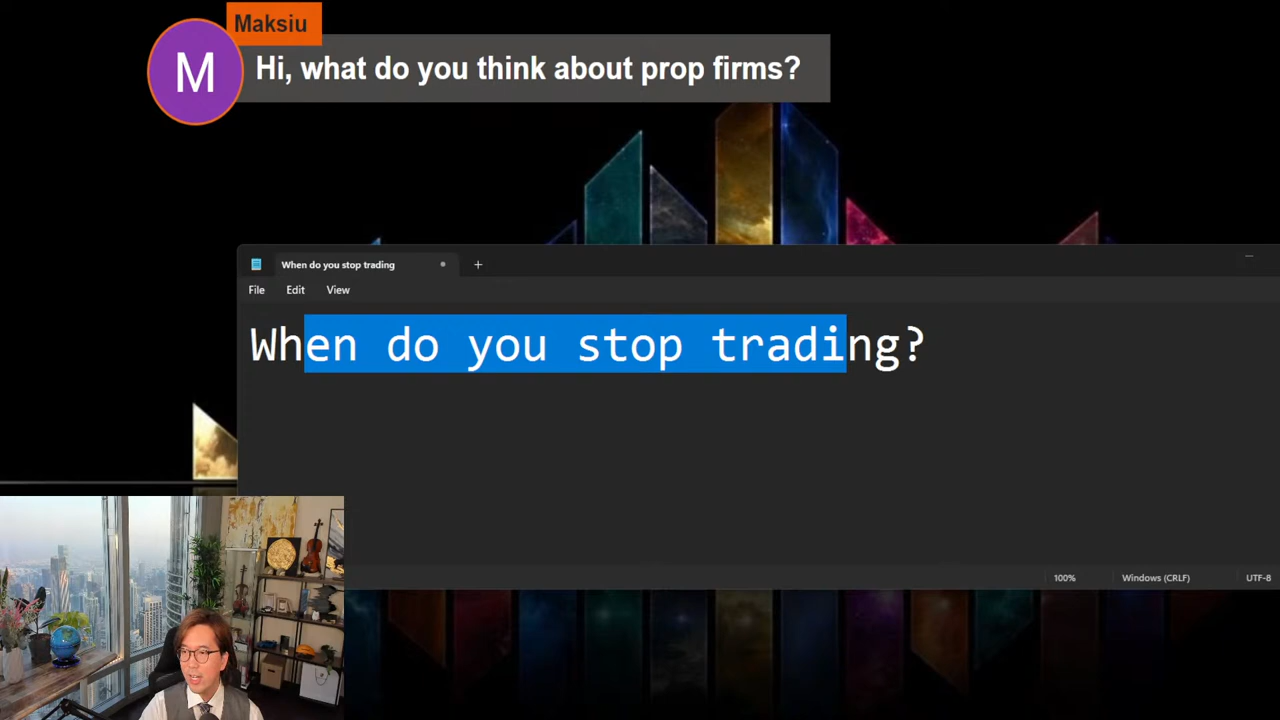 Maksiu
M
Hi, what do you think about prop firms?
When do you stop trading
File Edit View
When do you stop trading?
100% Windows (CRLF) UTF-8